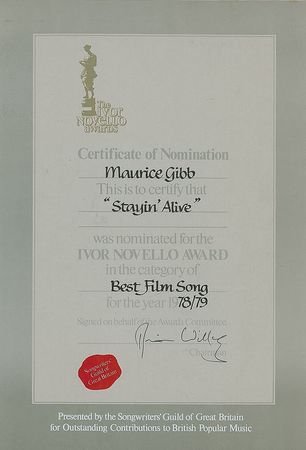 The
Ivor
Novello
awards
Certificate of Nomination
Maurice Gibb
This is to certify that
"Stayin' Alive"
was nominated for the
IVOR NOVELLO AWARD
in the category of
Best Film Song
for the year 1978/79
Signed on behalf of the Awards Committee
Chairman
Songwriters'
Guild of
Great Britain
Presented by the Songwriters' Guild of Great Britain
for Outstanding Contributions to British Popular Music